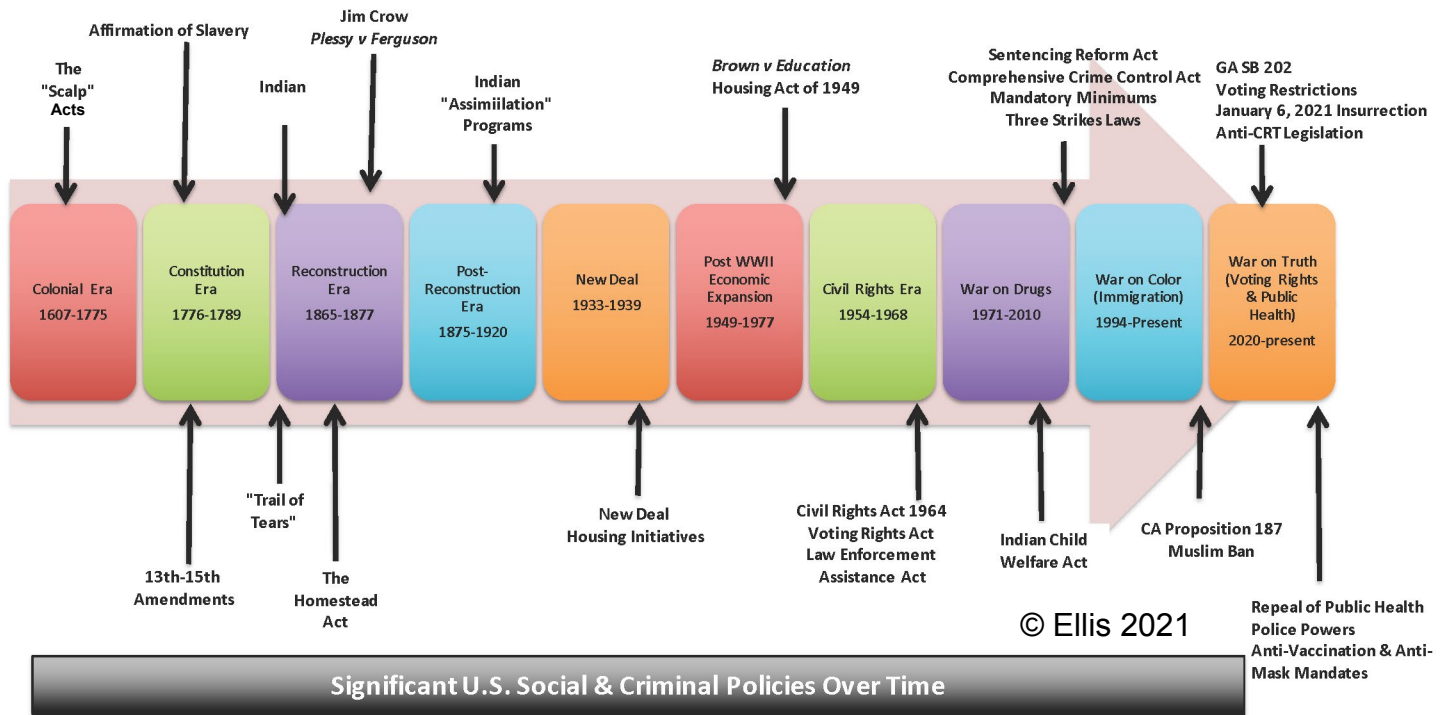 Affirmation of Slavery
The
"Scalp"
Acts
Indian
Jim Crow
Plessy v Ferguson
Indian
"Assimiilation"
Programs
Brown v Education
Housing Act of 1949
Sentencing Reform Act
Comprehensive Crime Control Act
Mandatory Minimums
Three Strikes Laws
GA SB 202
Voting Restrictions
January 6, 2021 Insurrection
Anti-CRT Legislation
Colonial Era
1607-1775
Constitution
Era
1776-1789
Reconstruction
Era
1865-1877
Post-
Reconstruction
Era
1875-1920
New Deal
1933-1939
Post WWII
Economic
Expansion
1949-1977
Civil Rights Era
1954-1968
War on Drugs
1971-2010
War on Color
(Immigration)
1994-Present
War on Truth
(Voting Rights
& Public
Health)
2020-present
13th-15th
Amendments
"Trail of
Tears"
The
Homestead
Act
New Deal
Housing Initiatives
Civil Rights Act 1964
Voting Rights Act
Law Enforcement
Assistance Act
Indian Child
Welfare Act
CA Proposition 187
Muslim Ban
Repeal of Public Health
Police Powers
Anti-Vaccination & Anti-
Mask Mandates
© Ellis 2021
Significant U.S. Social & Criminal Policies Over Time